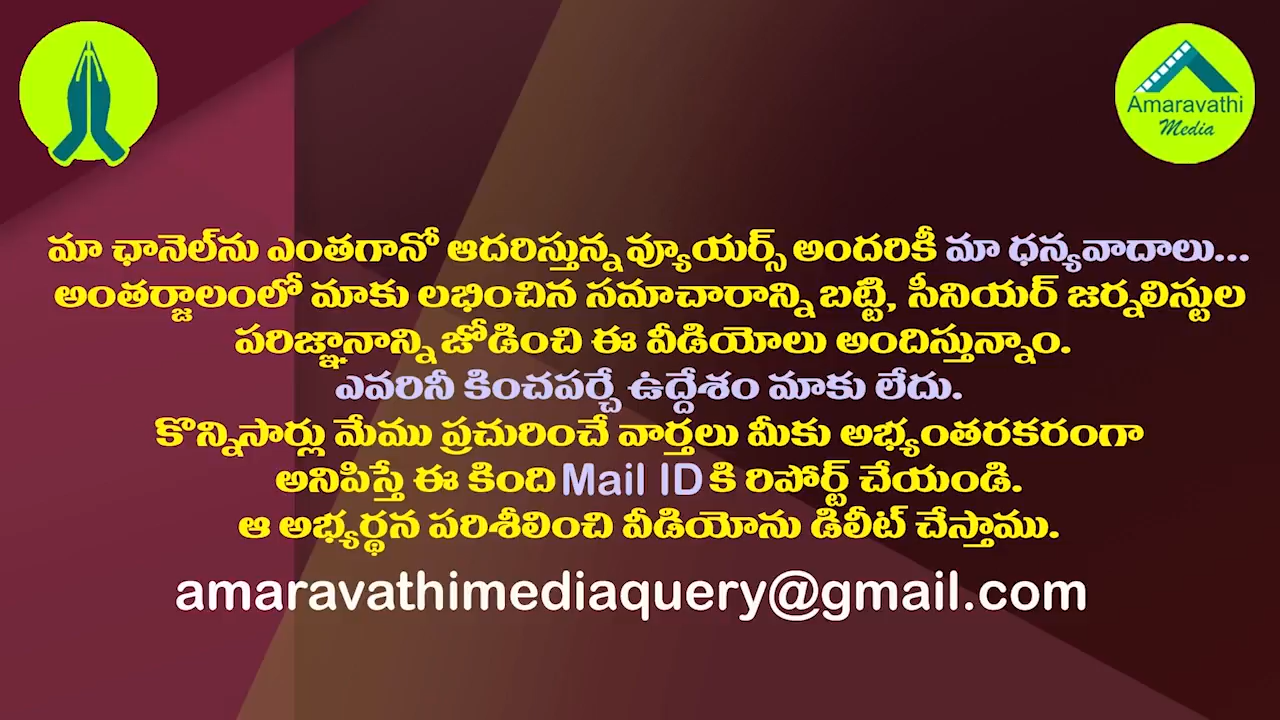 Amaravathi
Media
మా ఛానెల్‌ను ఎంతగానో ఆదరిస్తున్న వ్యూయర్స్ అందరికీ మా ధన్యవాదాలు...
అంతర్జాలంలో మాకు లభించిన సమాచారాన్ని బట్టి, సీనియర్ జర్నలిస్టుల
పరిజ్ఞానాన్ని జోడించి ఈ వీడియోలు అందిస్తున్నాం.
ఎవరినీ కించపర్చే ఉద్దేశం మాకు లేదు.
కొన్నిసార్లు మేము ప్రచురించే వార్తలు మీకు అభ్యంతరకరంగా
అనిపిస్తే ఈ కింది Mail ID కి రిపోర్ట్ చేయండి.
ఆ అభ్యర్థన పరిశీలించి వీడియోను డిలీట్ చేస్తాము.
amaravathimediaquery@gmail.com